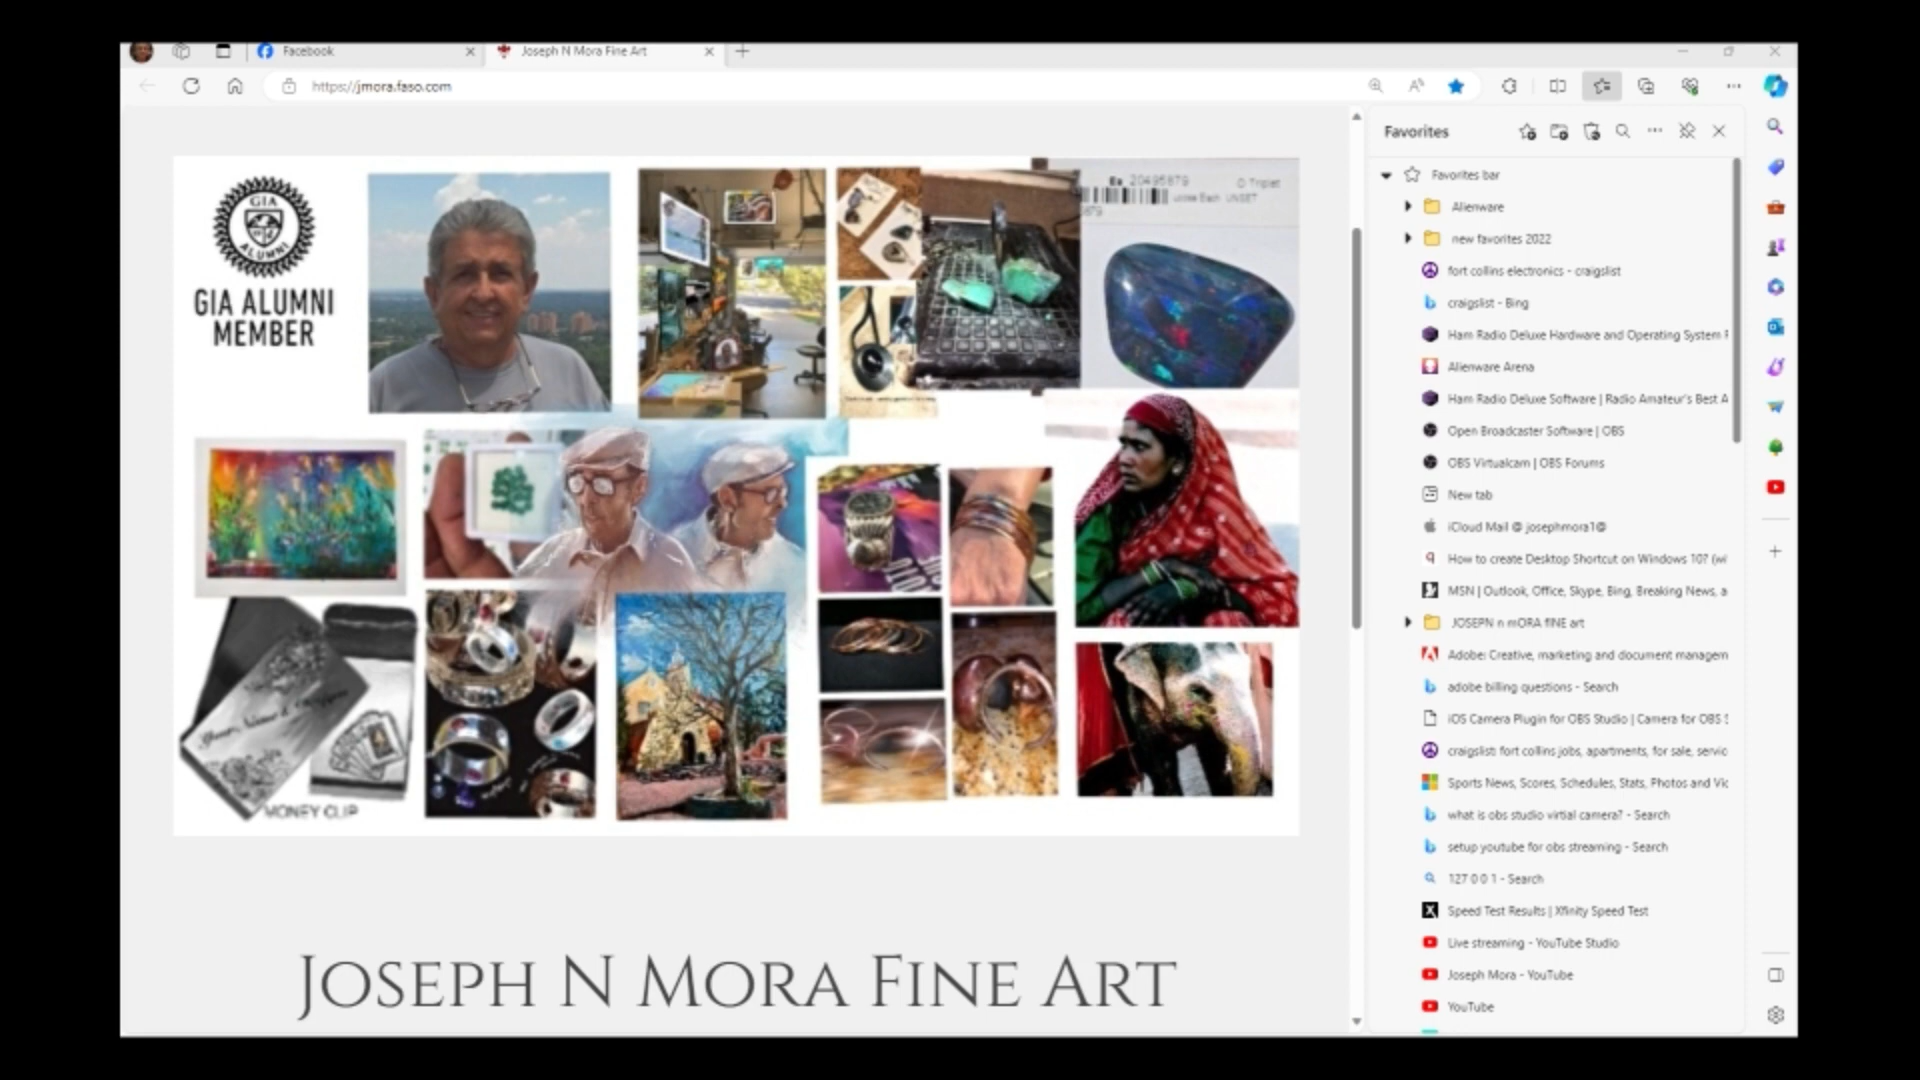 Facebook
Joseph N Mora Fine Art
https://jmora.faso.com
Favorites
Favorites bar
Alienware
new favorites 2022
fort collins electronics - craigslist
craigslist - Bing
Ham Radio Deluxe Hardware and Operating System
Alienware Arena
Ham Radio Deluxe Software | Radio Amateur's Best A
Open Broadcaster Software | OBS
OBS Virtualcam | OBS Forums
New tab
iCloud Mail @ josephmora1@
How to create Desktop Shortcut on Windows 10? (wi
MSN | Outlook, Office, Skype, Bing, Breaking News, a
JOSEPN n mORA fINE art
Adobe: Creative, marketing and document managem
adobe billing questions - Search
iOS Camera Plugin for OBS Studio | Camera for OBS S
craigslist: fort collins jobs, apartments, for sale, servic
Sports News, Scores, Schedules, Stats, Photos and Vic
what is obs studio virtial camera? - Search
setup youtube for obs streaming - Search
127 0 0 1 - Search
Speed Test Results | Xfinity Speed Test
Live streaming - YouTube Studio
Joseph Mora - YouTube
YouTube
GIA
ALUMNI
GIA ALUMNI
MEMBER
Ea 20495879 Triplet
UNSET
MONEY CLIP
Joseph N Mora Fine Art